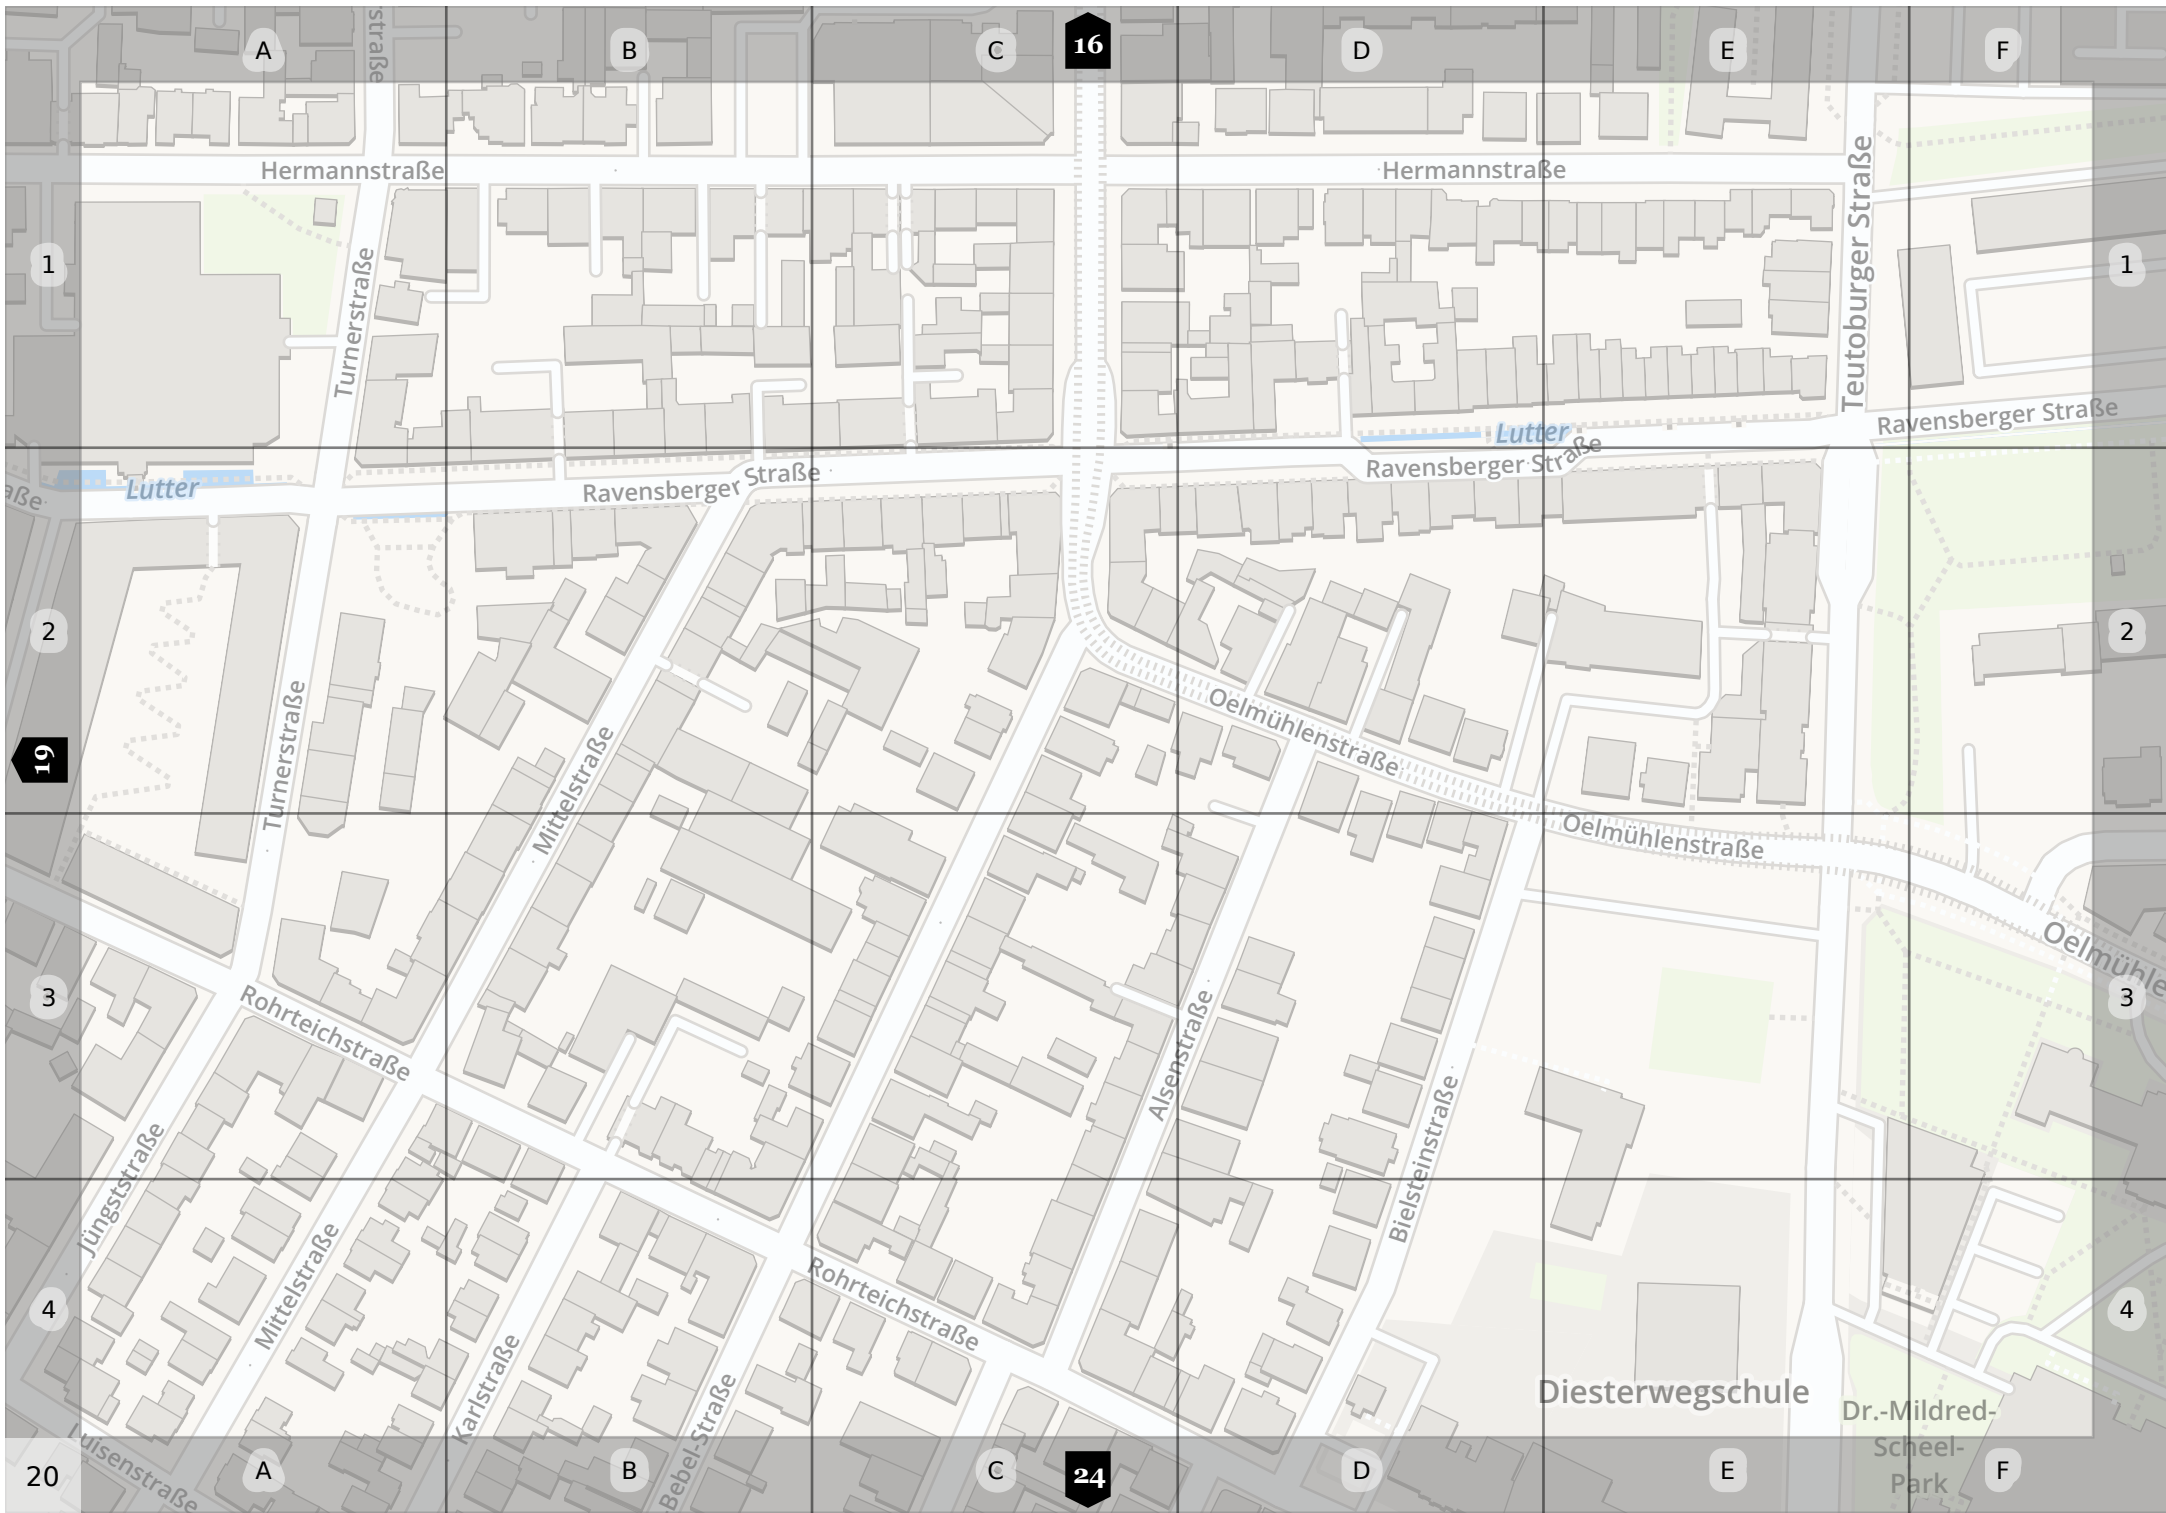 A
B
C
16
D
E
F
straße
Hermannstraße
Hermannstraße
Teutoburger Straße
1
1
Turnerstraße
Ravensberger Straße
Lutter
Ravensberger Straße
Ravensberger Straße
Lutter
aße
2
2
Oelmühlenstraße
Turnerstraße
Mittelstraße
19
Oelmühlenstraße
Oelmühle
3
3
Rohrteichstraße
Alsenstraße
Bielsteinstraße
Jüngststraße
Mittelstraße
Rohrteichstraße
4
4
Karlstraße
Bebel-Straße
Diesterwegschule
Dr.-Mildred-
Scheel-
Park
Luisenstraße
20
A
B
C
24
D
E
F